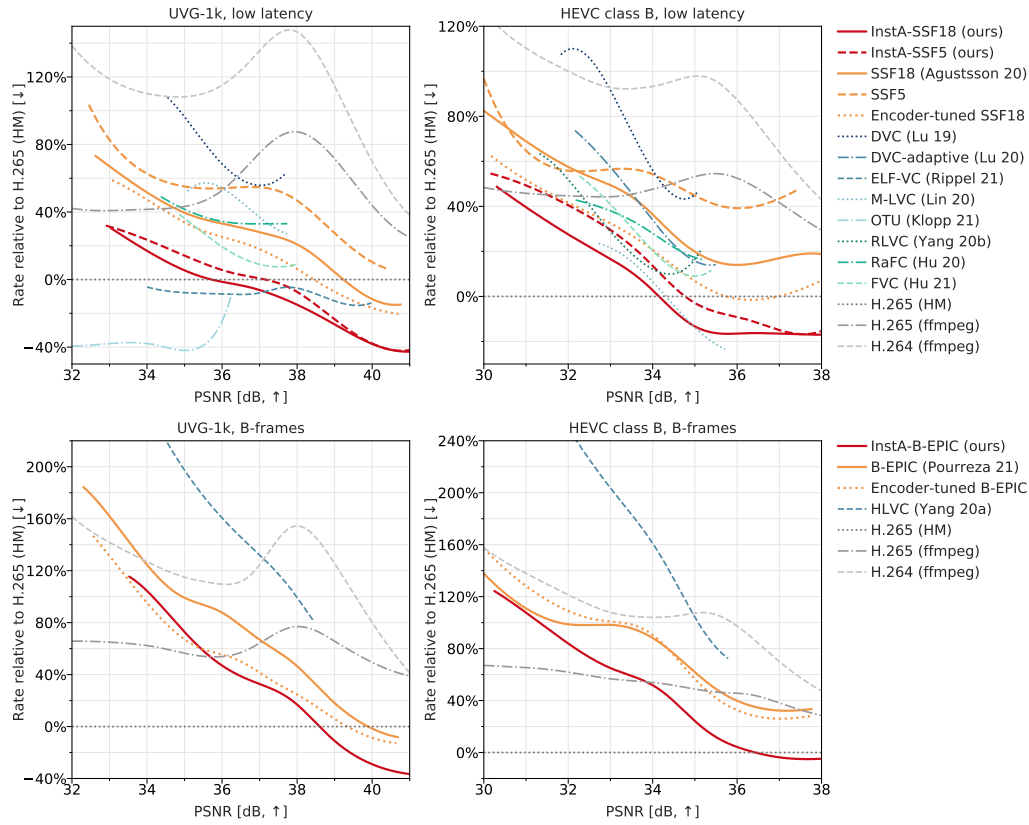 UVG-1k, low latency
Rate relative to H.265 (HM) [↓]
120%
80%
40%
0%
−40%
32
34
36
38
40
PSNR [dB, ↑]
HEVC class B, low latency
Rate relative to H.265 (HM) [↓]
120%
80%
40%
0%
30
32
34
36
38
PSNR [dB, ↑]
InstA-SSF18 (ours)
InstA-SSF5 (ours)
SSF18 (Agustsson 20)
SSF5
Encoder-tuned SSF18
DVC (Lu 19)
DVC-adaptive (Lu 20)
ELF-VC (Rippel 21)
M-LVC (Lin 20)
OTU (Klopp 21)
RLVC (Yang 20b)
RaFC (Hu 20)
FVC (Hu 21)
H.265 (HM)
H.265 (ffmpeg)
H.264 (ffmpeg)
UVG-1k, B-frames
Rate relative to H.265 (HM) [↓]
200%
160%
120%
80%
40%
0%
−40%
32
34
36
38
40
PSNR [dB, ↑]
HEVC class B, B-frames
Rate relative to H.265 (HM) [↓]
240%
200%
160%
120%
80%
40%
0%
30
32
34
36
38
PSNR [dB, ↑]
InstA-B-EPIC (ours)
B-EPIC (Pourreza 21)
Encoder-tuned B-EPIC
HLVC (Yang 20a)
H.265 (HM)
H.265 (ffmpeg)
H.264 (ffmpeg)